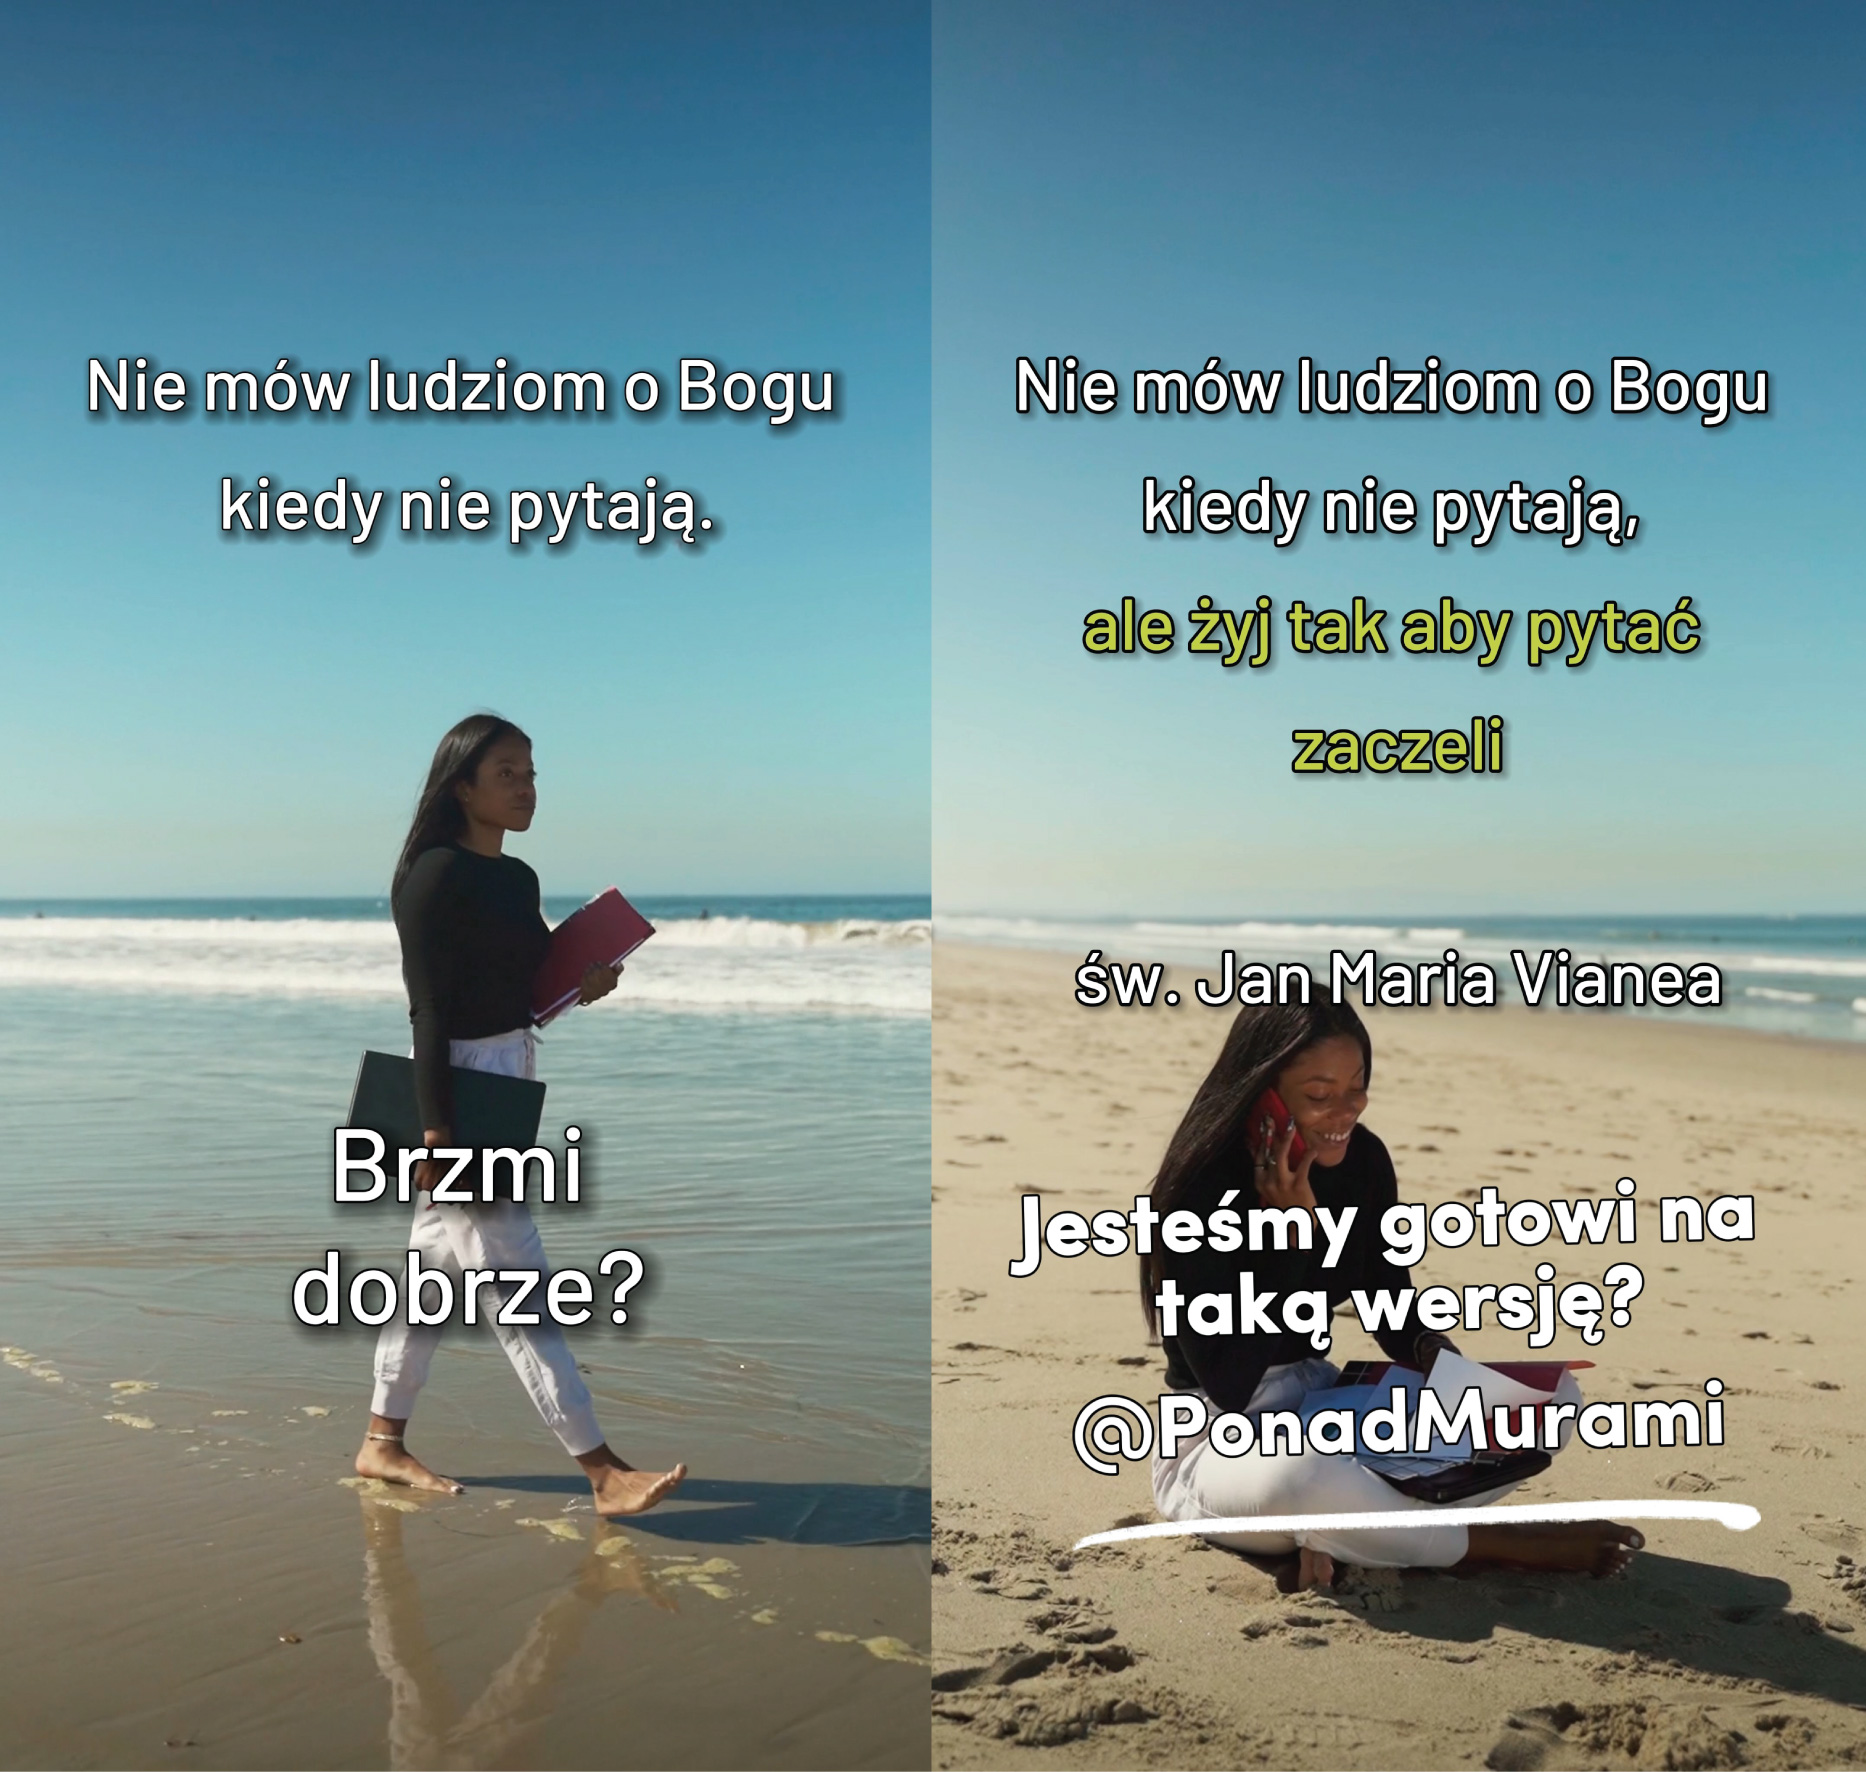 Nie mów ludziom o Bogu
kiedy nie pytają.
Brzmi
dobrze?
Nie mów ludziom o Bogu
kiedy nie pytają,
ale żyj tak aby pytać
zaczeli
św. Jan Maria Vianea
Jesteśmy gotowi na
taką wersję?
@PonadMurami